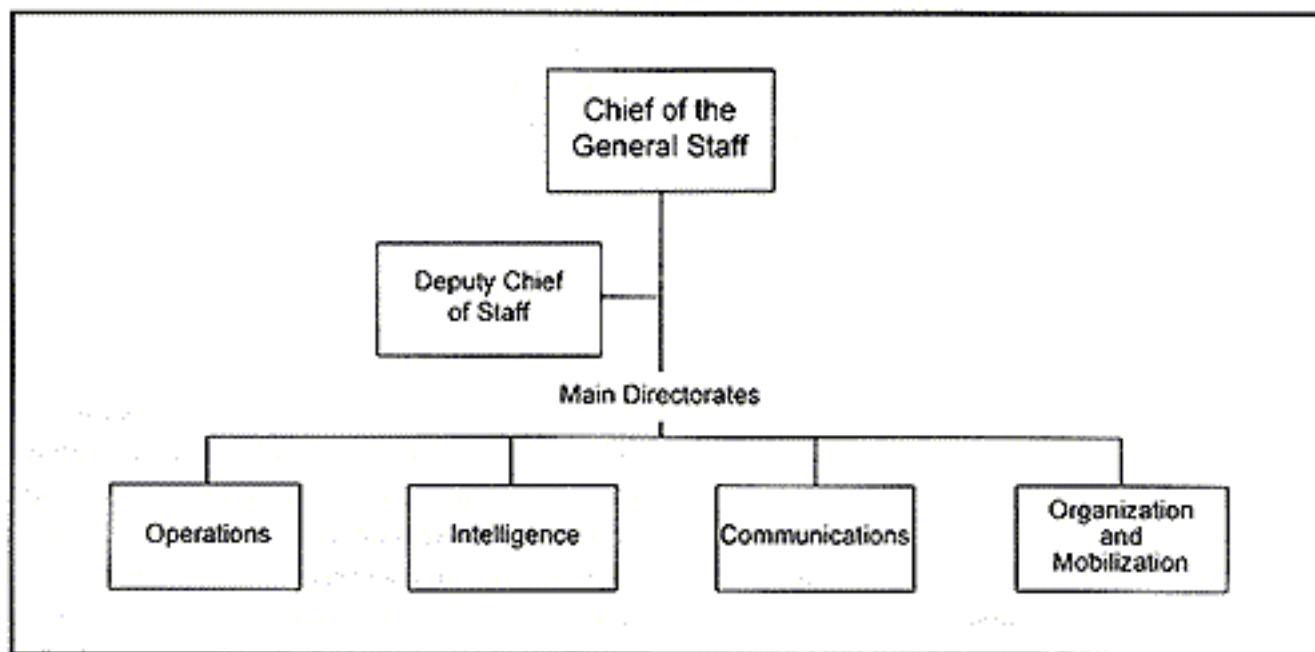 Chief of the
General Staff
Deputy Chief
of Staff
Main Directorates
Operations
Intelligence
Communications
Organization
and
Mobilization